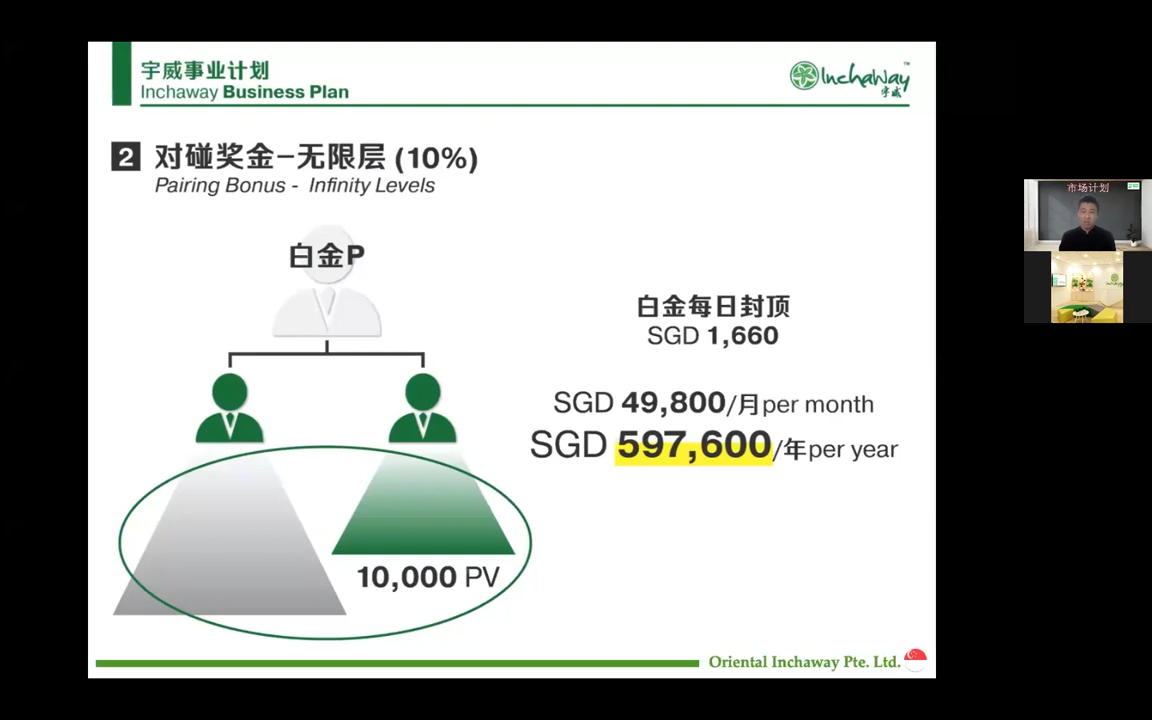 宇威事业计划
Inchaway Business Plan
Inchaway™
宇威
2 对碰奖金–无限层 (10%)
Pairing Bonus - Infinity Levels
白金P
白金每日封顶
SGD 1,660
SGD 49,800/月per month
SGD 597,600/年per year
10,000 PV
Oriental Inchaway Pte. Ltd.
市场计划